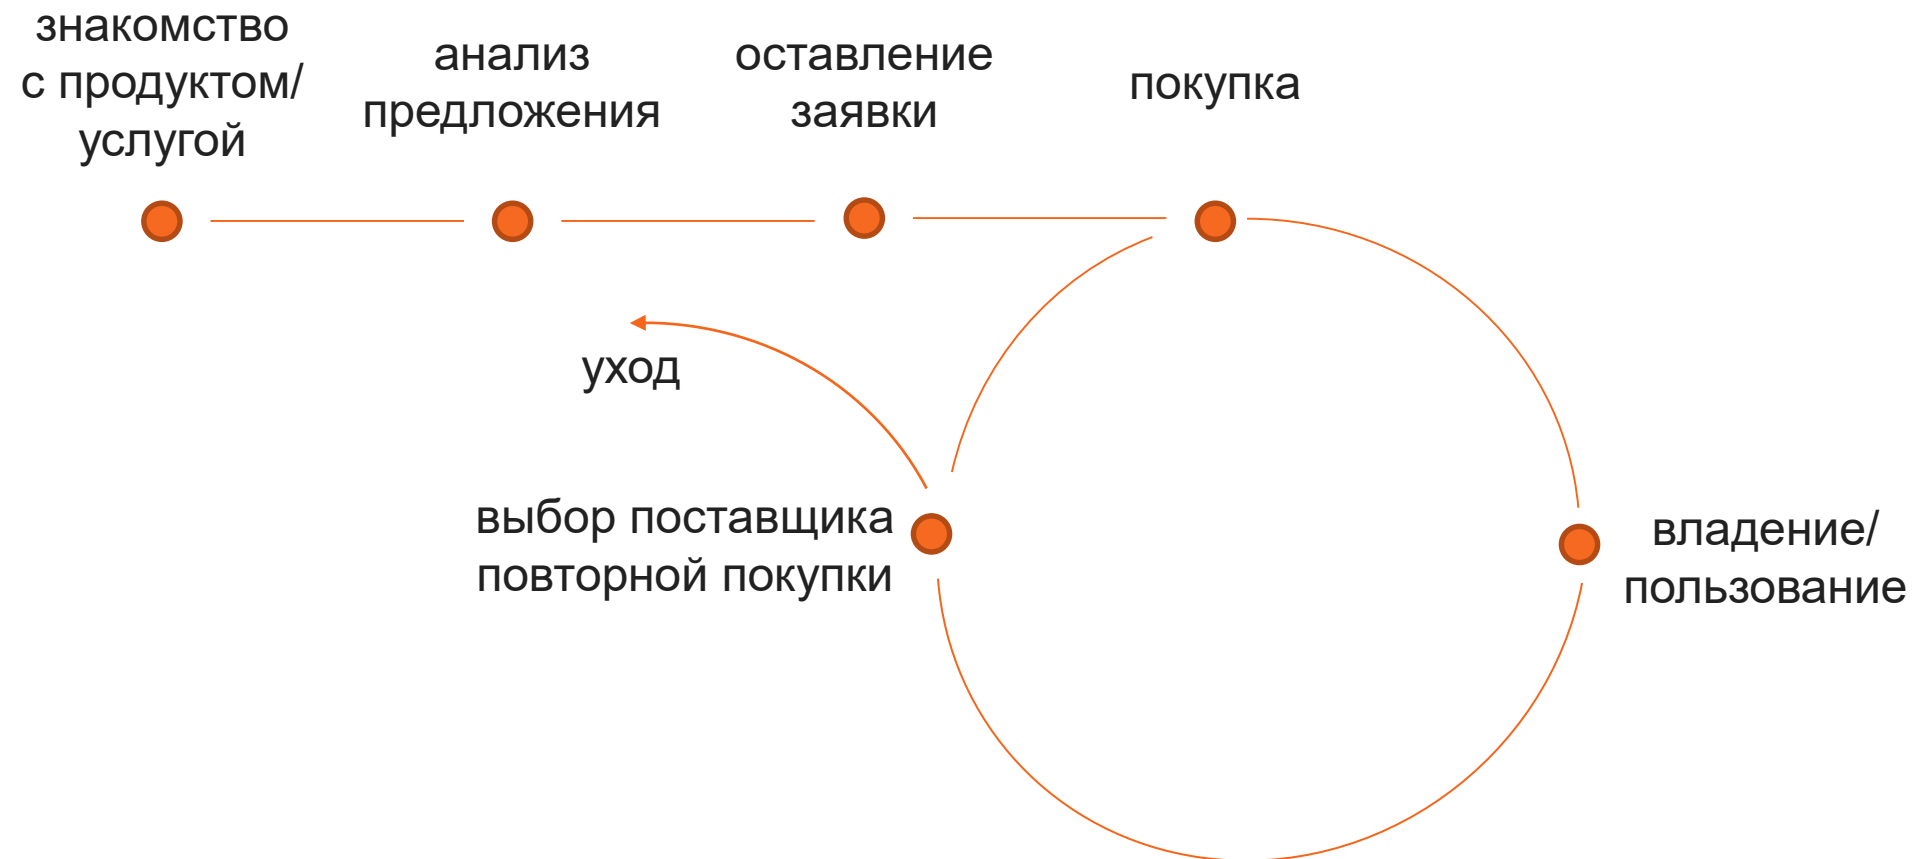 знакомство
с продуктом/
услугой
анализ
предложения
оставление
заявки
покупка
уход
выбор поставщика
повторной покупки
владение/
пользование